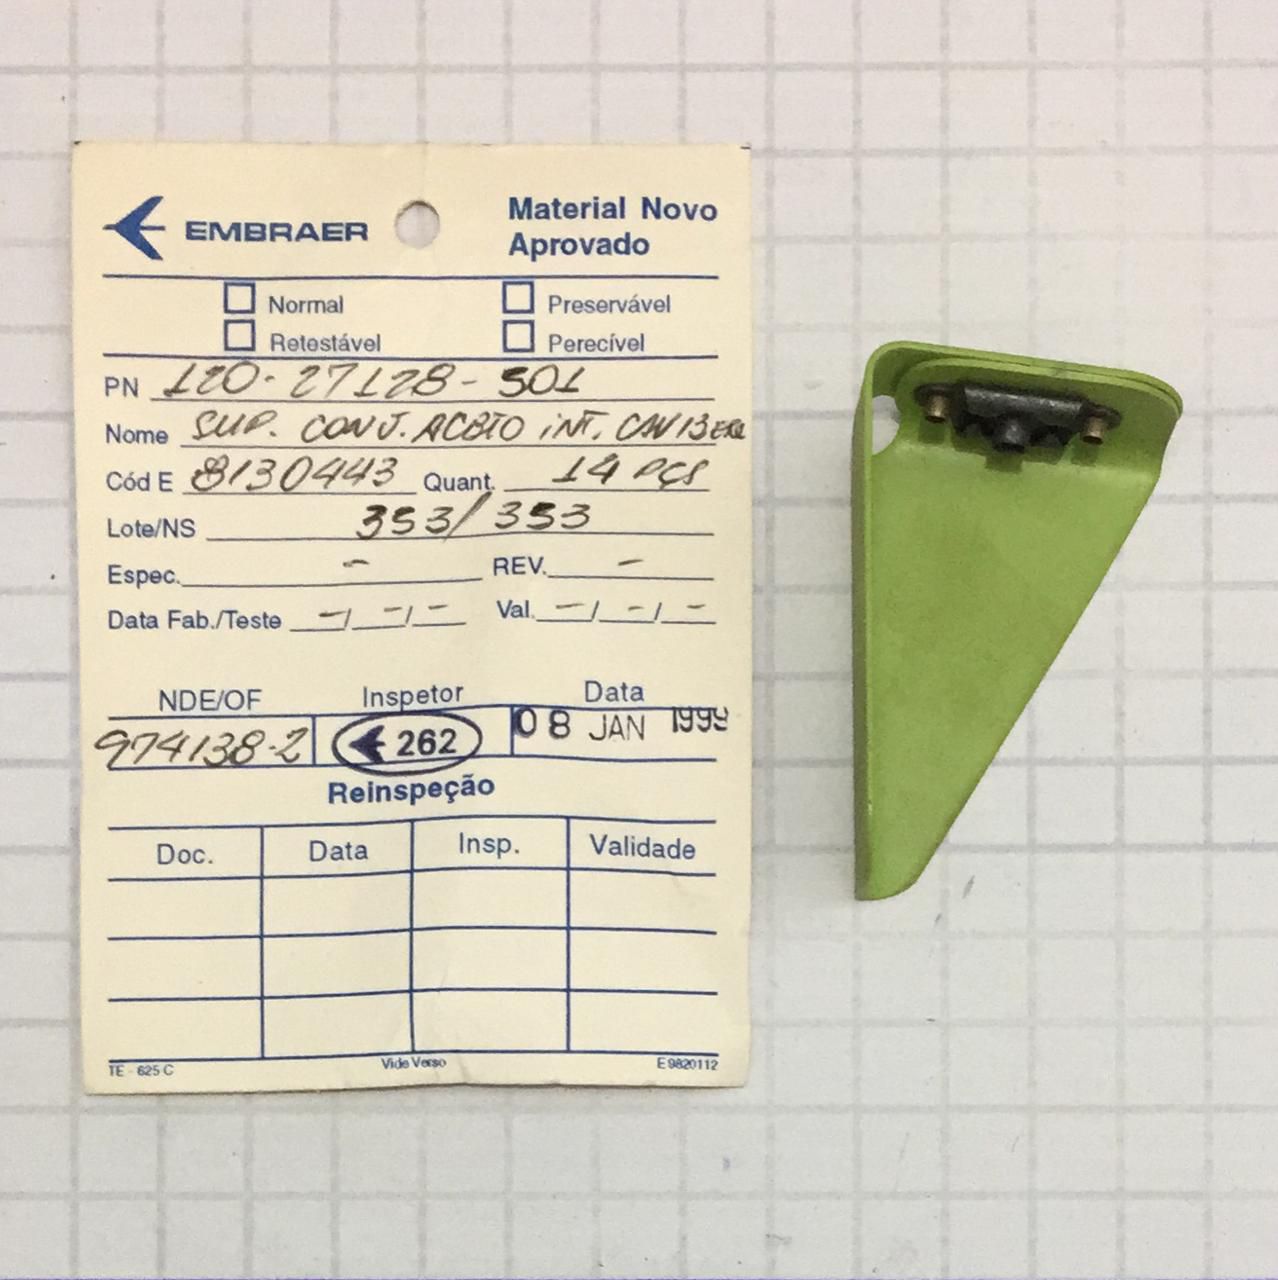 EMBRAER
Material Novo
Aprovado
Normal Preservável
Retestável Perecível
PN 120-27128-501
Nome SUP. CONJ. ACBTO INT.
Cód E 8130443 Quant. 14 PÇS
Lote/NS 353/353
Espec. - REV. -
Data Fab./Teste -/-/- Val. -/-/-
NDE/OF Inspetor Data
974138-2 262 08 JAN 1999
Reinspeção
Doc. Data Insp. Validade
TE - 625 C Vide Verso E9820112